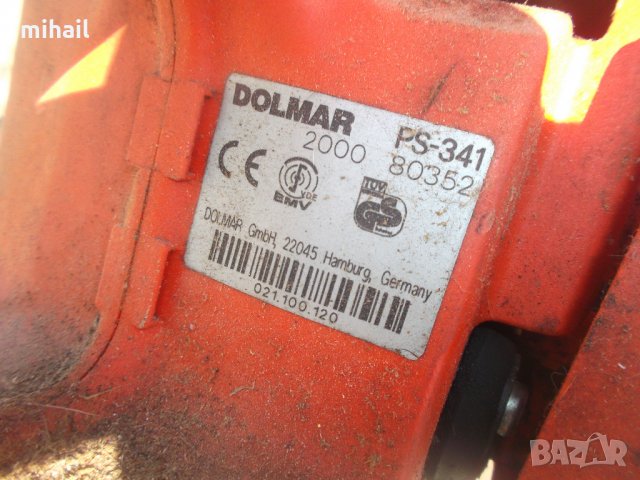 mihail
DOLMAR PS-341
2000 80352
CE VDE EMV TÜV GS
DOLMAR GmbH, 22045 Hamburg, Germany
021.100.120
BAZAR